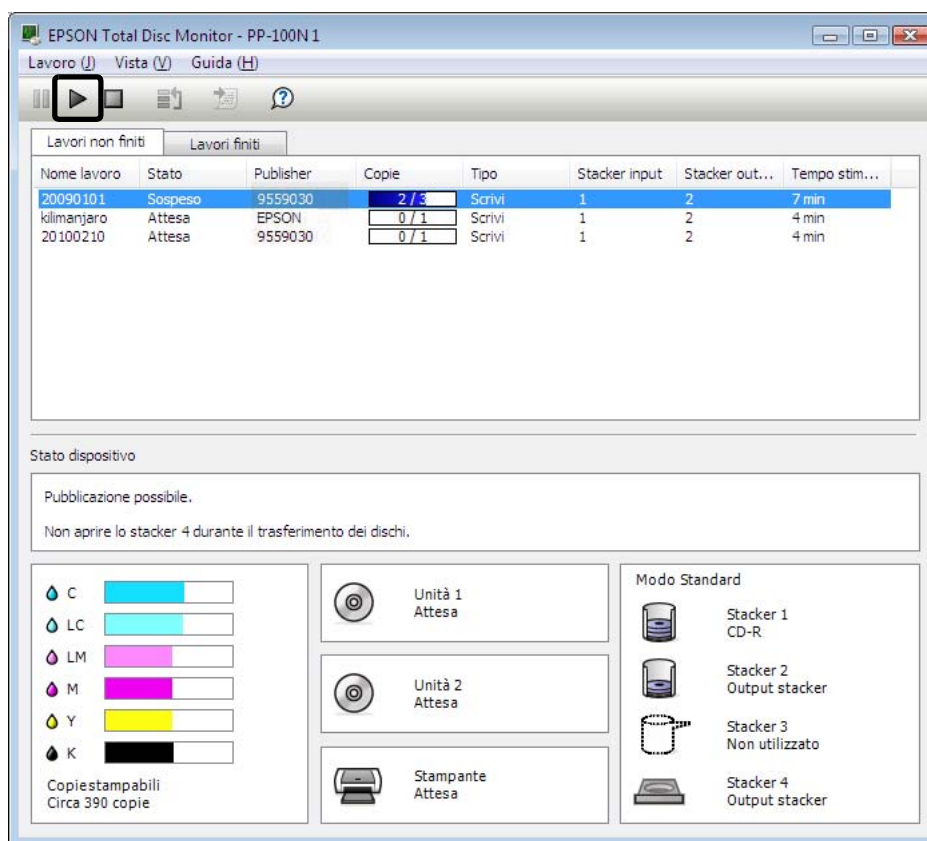 EPSON Total Disc Monitor - PP-100N 1
Lavoro (J) Vista (V) Guida (H)
Lavori non finiti Lavori finiti
Nome lavoro Stato Publisher Copie Tipo Stacker input Stacker out... Tempo stim...
20090101 Sospeso 9559030 2 / 3 Scrivi 1 2 7 min
kilimanjaro Attesa EPSON 0 / 1 Scrivi 1 2 4 min
20100210 Attesa 9559030 0 / 1 Scrivi 1 2 4 min
Stato dispositivo
Pubblicazione possibile.
Non aprire lo stacker 4 durante il trasferimento dei dischi.
C
LC
LM
M
Y
K
Copiestampabili
Circa 390 copie
Unità 1
Attesa
Unità 2
Attesa
Stampante
Attesa
Modo Standard
Stacker 1
CD-R
Stacker 2
Output stacker
Stacker 3
Non utilizzato
Stacker 4
Output stacker